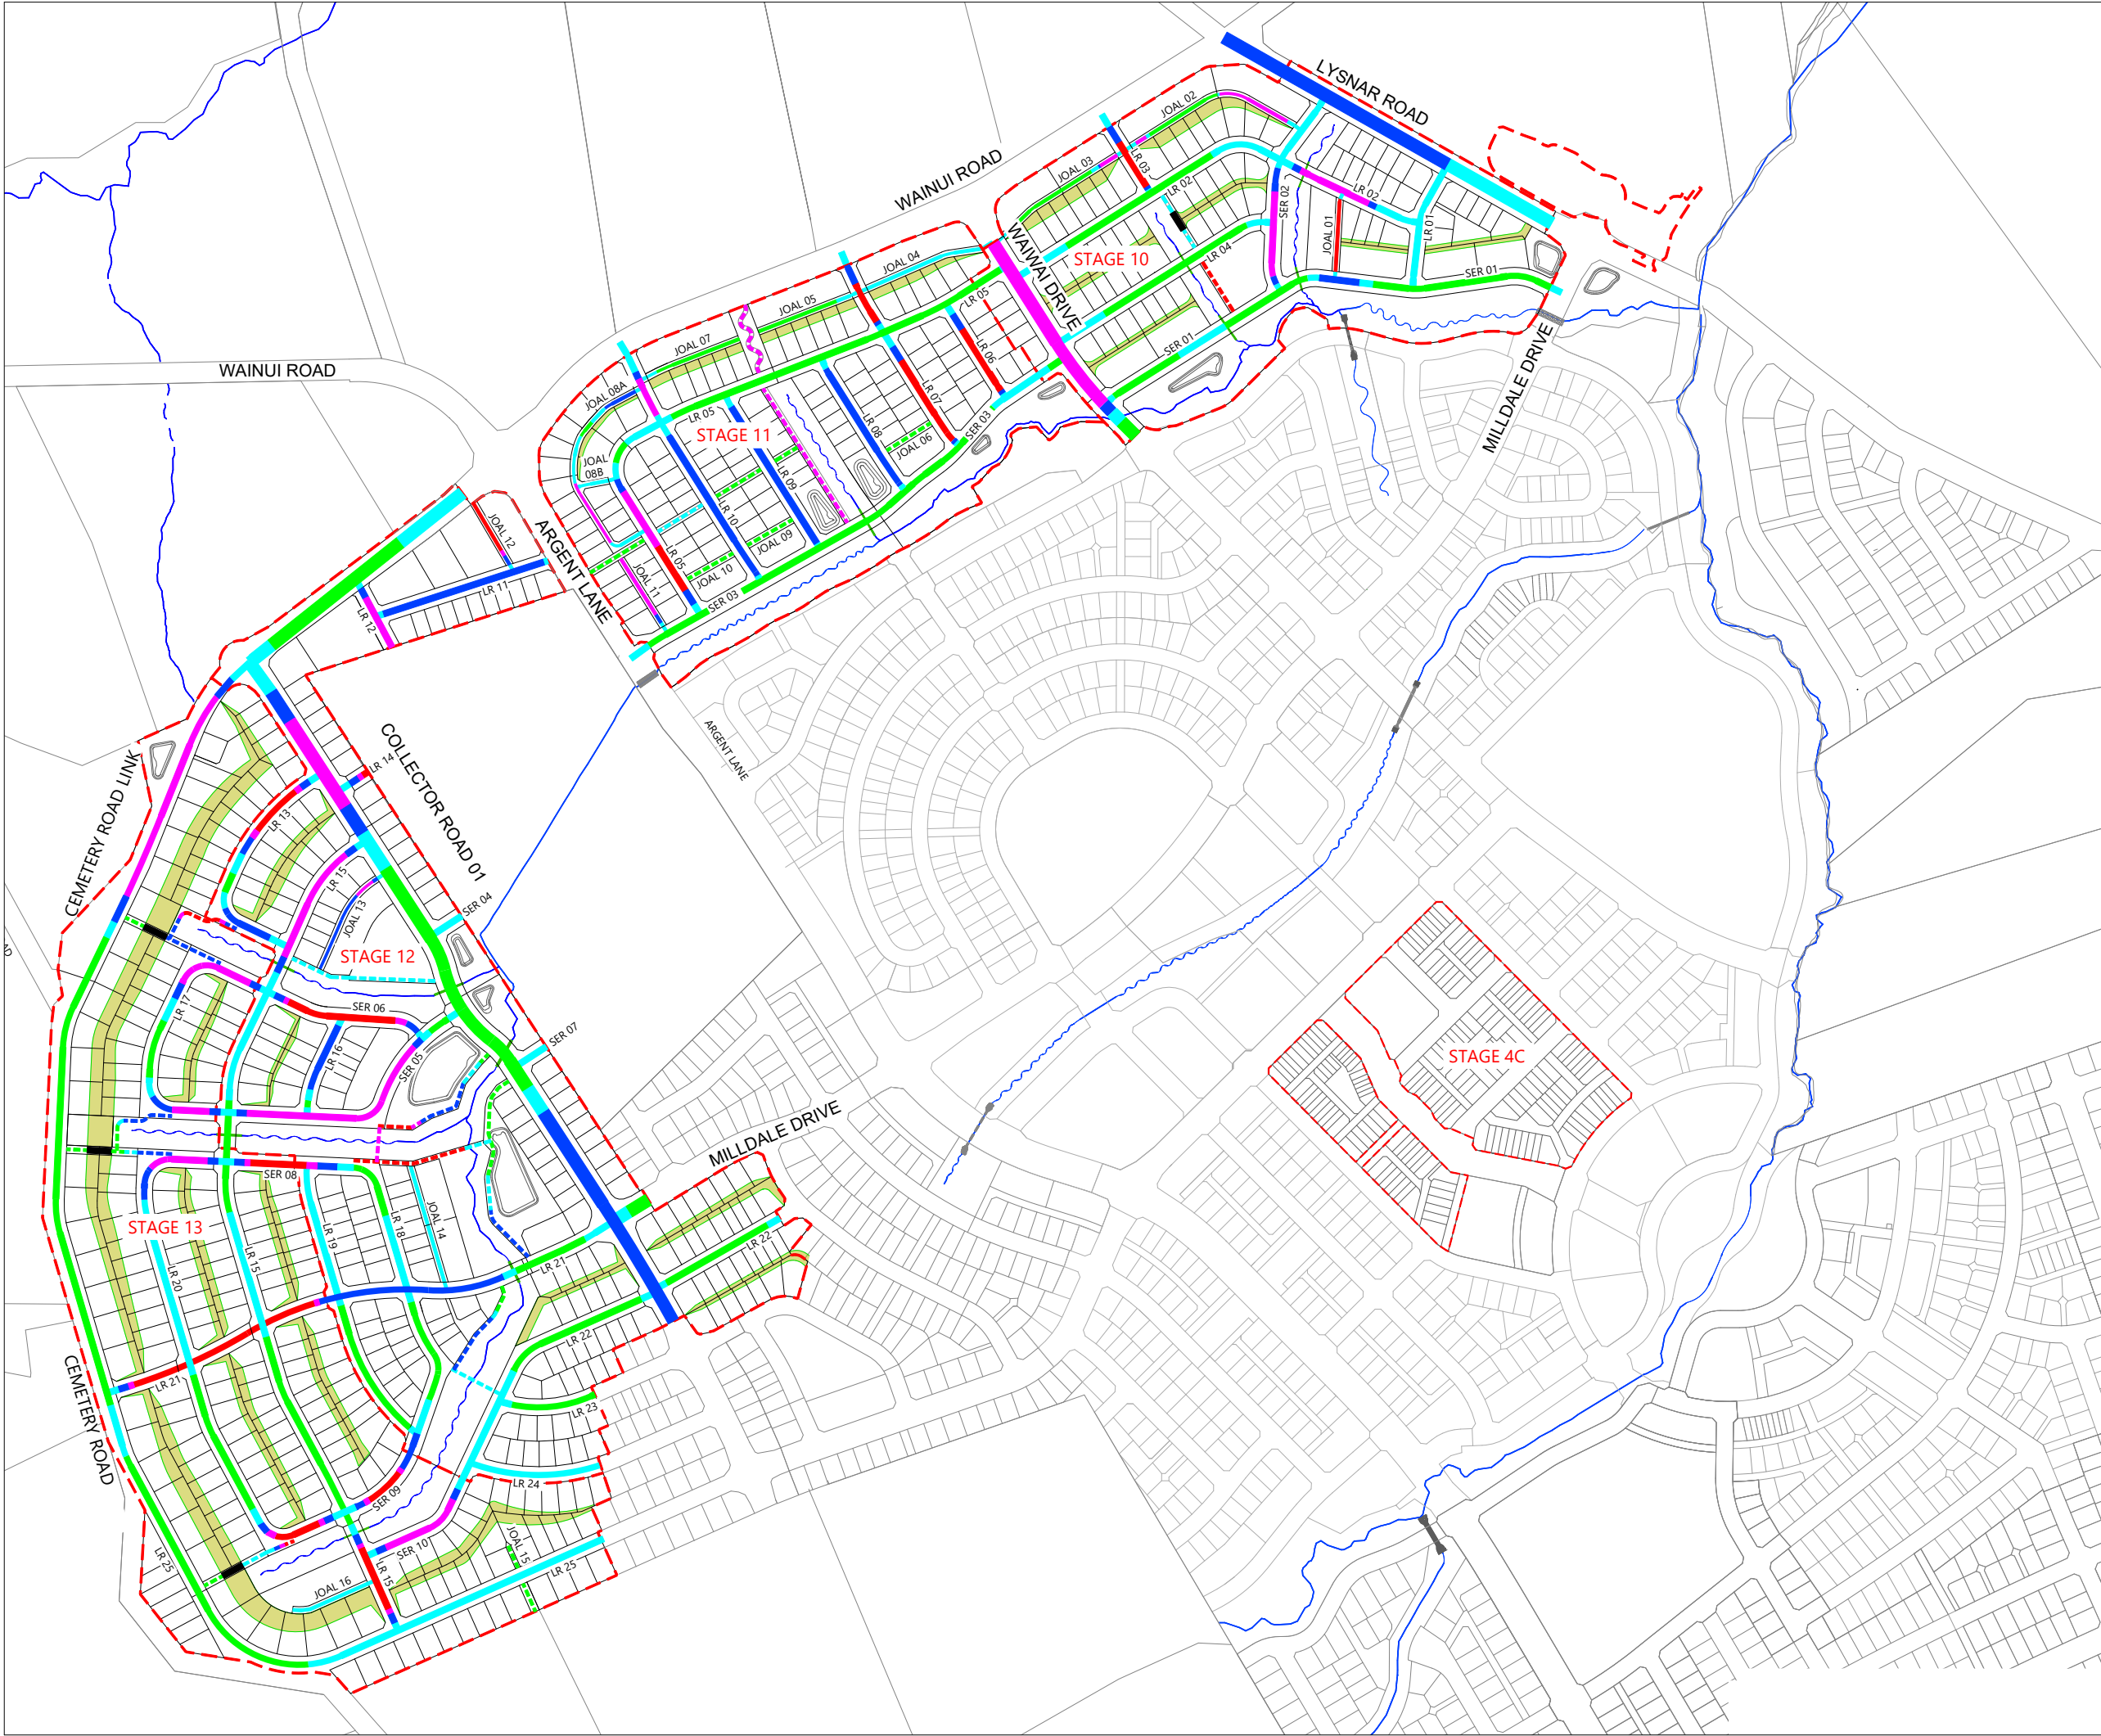 LYSNAR ROAD
JOAL 02
WAINUI ROAD
JOAL 03
LR 03
LR 02
SER 02
LR 02
JOAL 01
LR 01
WAIWAI DRIVE
STAGE 10
LR 04
SER 01
JOAL 04
LR 05
JOAL 05
SER 01
MILLDALE DRIVE
JOAL 07
LR 06
WAINUI ROAD
JOAL 08A
LR 07
LR 05
STAGE 11
LR 08
SER 03
JOAL 06
JOAL
08B
LR 09
LR 10
JOAL 12
ARGENT LANE
JOAL 09
LR 05
JOAL 10
JOAL 11
LR 11
SER 03
LR 12
ARGENT LANE
COLLECTOR ROAD 01
LR 14
CEMETERY ROAD LINK
LR 13
LR 15
JOAL 13
SER 04
STAGE 12
LR 17
SER 06
SER 07
LR 16
SER 05
STAGE 4C
MILLDALE DRIVE
SER 08
STAGE 13
LR 19
LR 18
JOAL 14
LR 22
LR 20
LR 15
LR 21
LR 22
LR 21
CEMETERY ROAD
LR 23
LR 24
SER 09
LR 25
SER 10
JOAL 15
LR 15
LR 25
JOAL 16